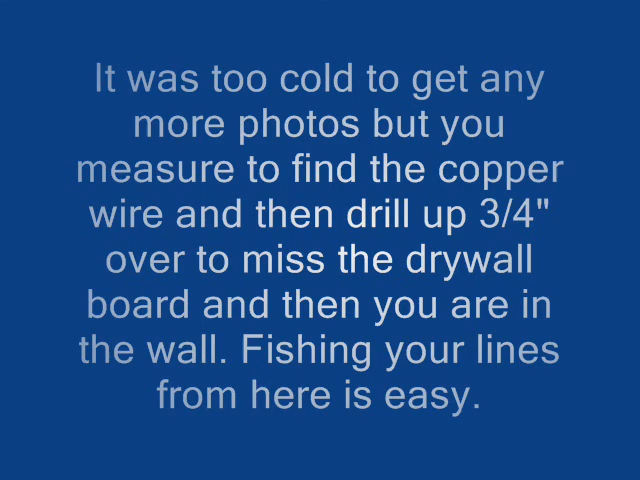 It was too cold to get any
more photos but you
measure to find the copper
wire and then drill up 3/4"
over to miss the drywall
board and then you are in
the wall. Fishing your lines
from here is easy.